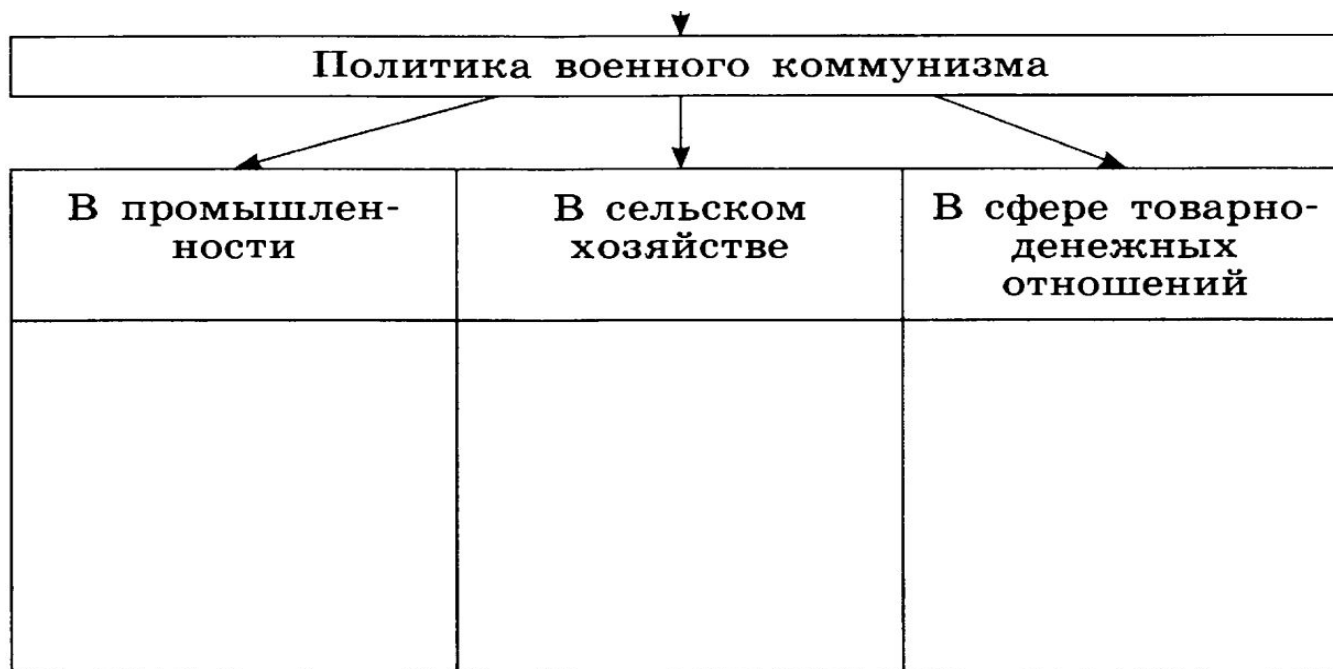 Политика военного коммунизма
В промышлен-
ности
В сельском
хозяйстве
В сфере товарно-
денежных
отношений